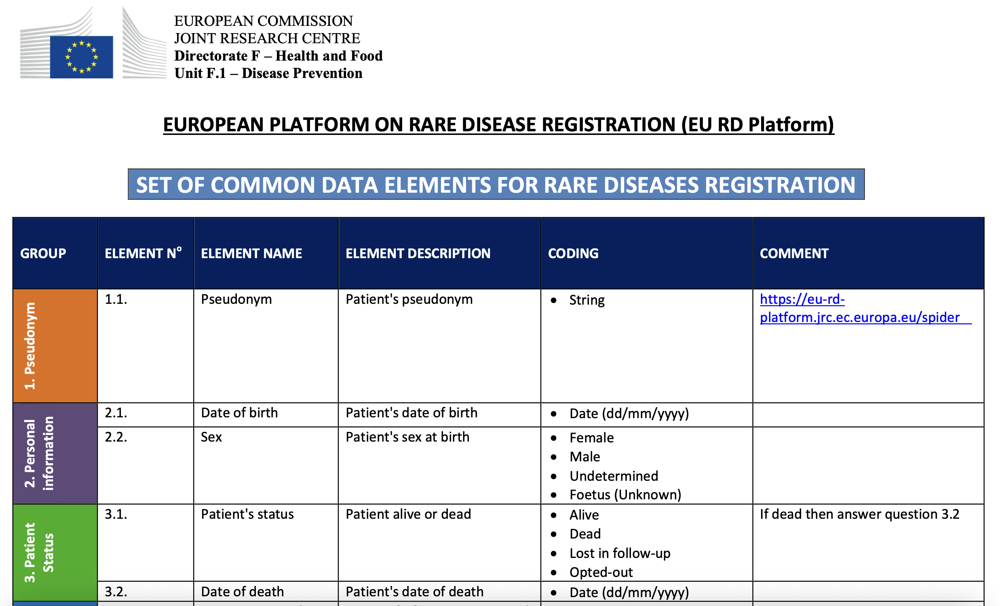 EUROPEAN COMMISSION
JOINT RESEARCH CENTRE
Directorate F – Health and Food
Unit F.1 – Disease Prevention
EUROPEAN PLATFORM ON RARE DISEASE REGISTRATION (EU RD Platform)
SET OF COMMON DATA ELEMENTS FOR RARE DISEASES REGISTRATION
GROUP ELEMENT Nº ELEMENT NAME ELEMENT DESCRIPTION CODING COMMENT
1. Pseudonym
1.1. Pseudonym Patient's pseudonym • String https://eu-rd-
platform.jrc.ec.europa.eu/spider
2. Personal
information
2.1. Date of birth Patient's date of birth • Date (dd/mm/yyyy)
2.2. Sex Patient's sex at birth • Female
• Male
• Undetermined
• Foetus (Unknown)
3. Patient
Status
3.1. Patient's status Patient alive or dead • Alive If dead then answer question 3.2
• Dead
• Lost in follow-up
• Opted-out
3.2. Date of death Patient's date of death • Date (dd/mm/yyyy)